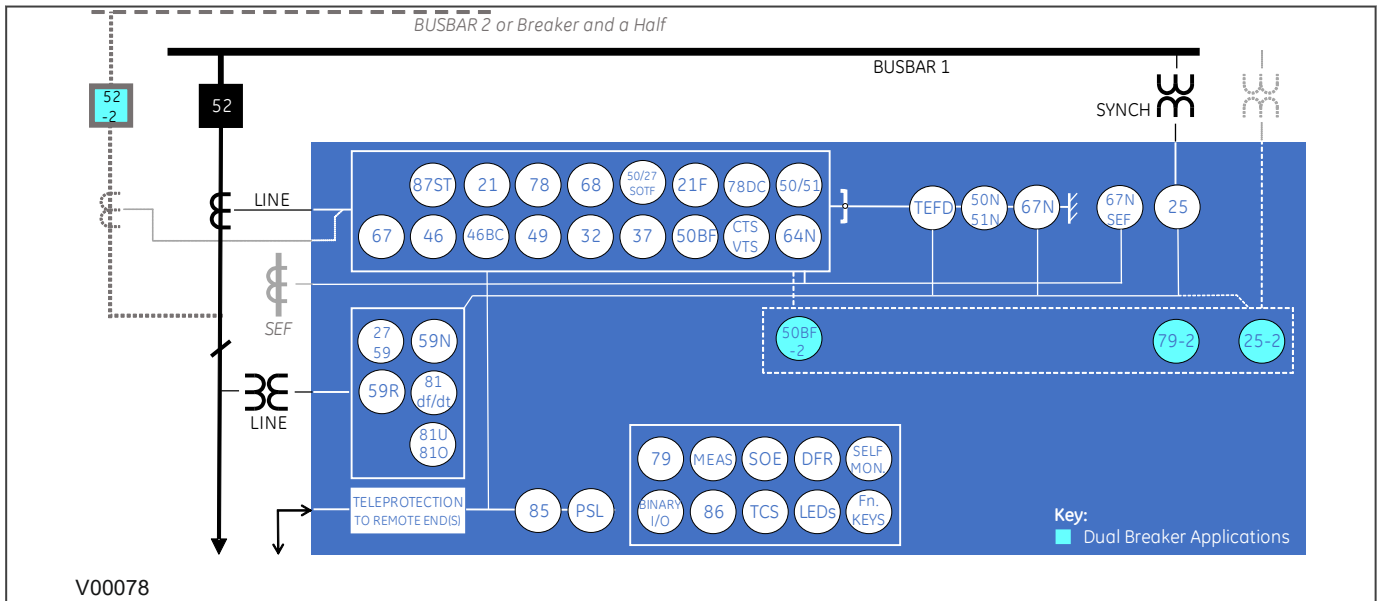 BUSBAR 2 or Breaker and a Half
BUSBAR 1
52
-2
52
SYNCH
LINE
87ST
21
78
68
50/27
SOTF
21F
78DC
50/51
67
46
46BC
49
32
37
50BF
CTS
VTS
64N
TEFD
50N
51N
67N
67N
SEF
25
SEF
27
59
59N
59R
81
df/dt
81U
81O
LINE
50BF
-2
79-2
25-2
79
MEAS
SOE
DFR
SELF
MON.
BINARY
I/O
86
TCS
LEDs
Fn.
KEYS
TELEPROTECTION
TO REMOTE END(S)
85
PSL
Key:
Dual Breaker Applications
V00078